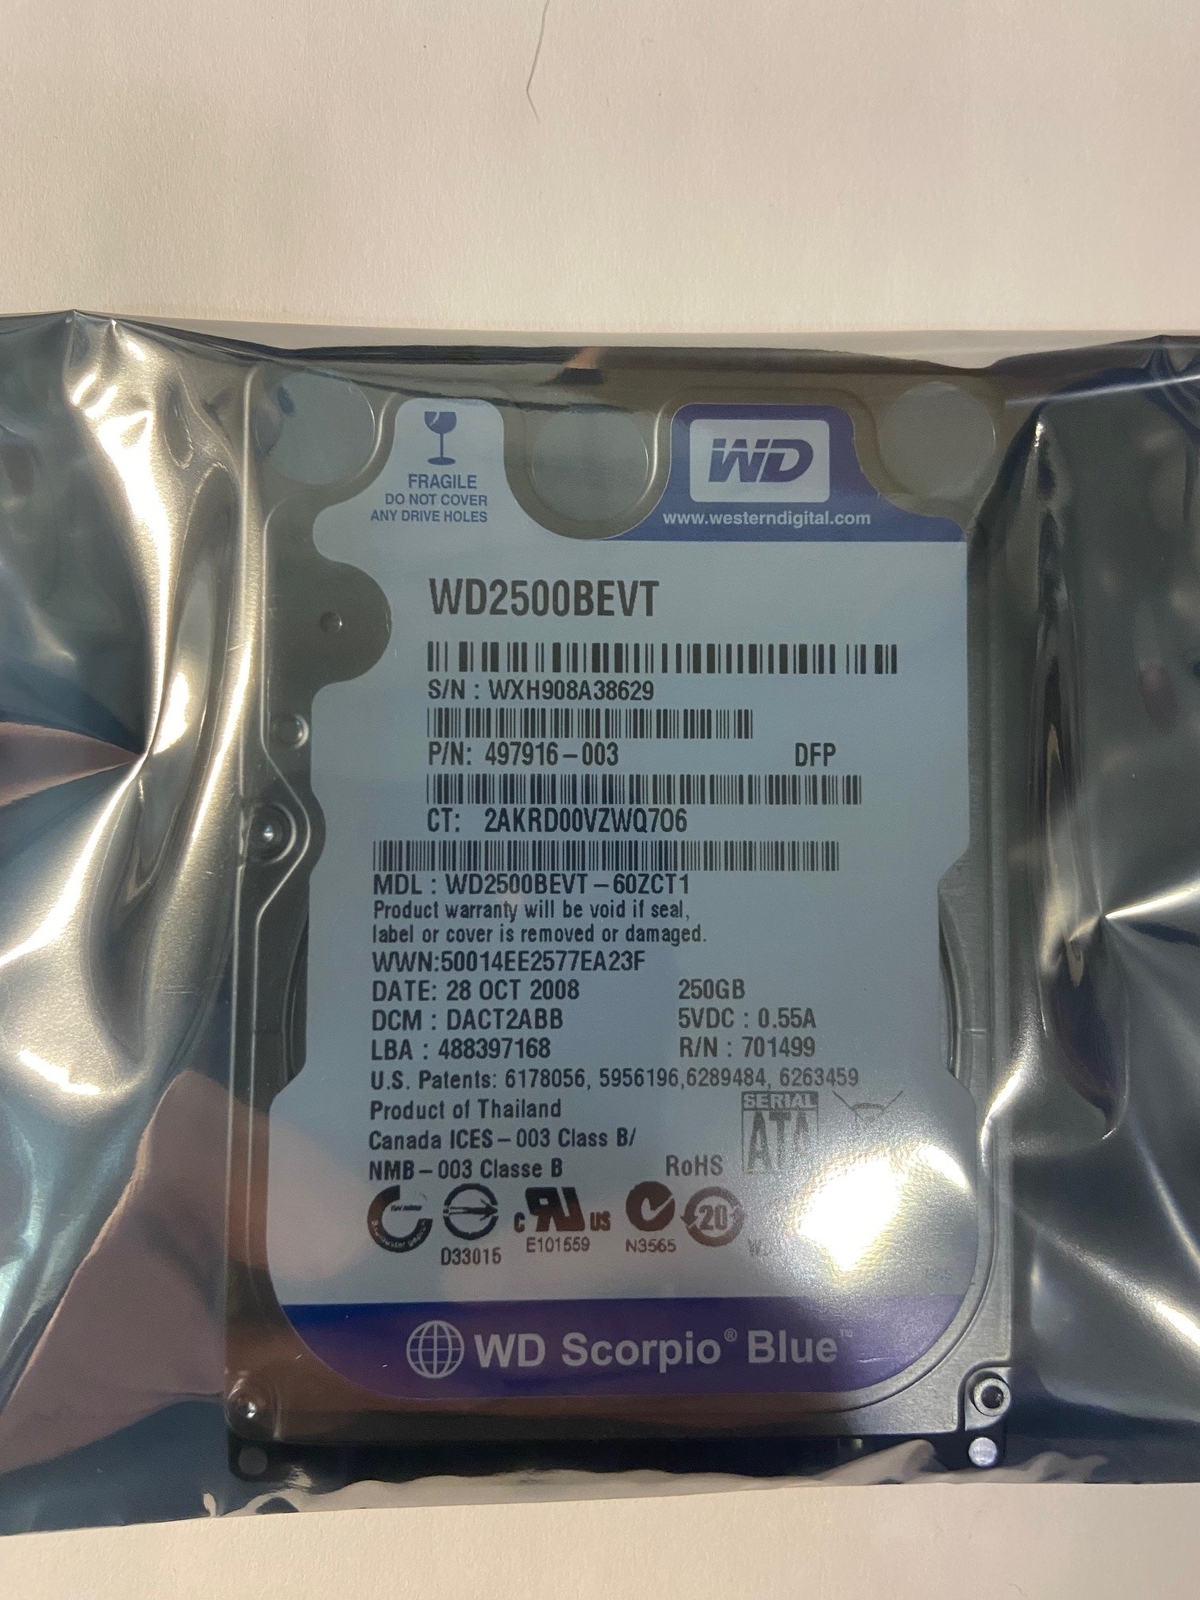 FRAGILE
DO NOT COVER
ANY DRIVE HOLES
WD
www.westerndigital.com
WD2500BEVT
S/N : WXH908A38629
P/N: 497916-003 DFP
CT: 2AKRD00VZWQ706
MDL : WD2500BEVT-60ZCT1
Product warranty will be void if seal,
label or cover is removed or damaged.
WWN:50014EE2577EA23F
DATE: 28 OCT 2008 250GB
DCM : DACT2ABB 5VDC : 0.55A
LBA : 488397168 R/N : 701499
U.S. Patents: 6178056, 5956196,6289484, 6263459
Product of Thailand
SERIAL
ATA
Canada ICES-003 Class B/
NMB-003 Classe B RoHS
c UL US 20
D33015 E101559 N3565
WD Scorpio® Blue™